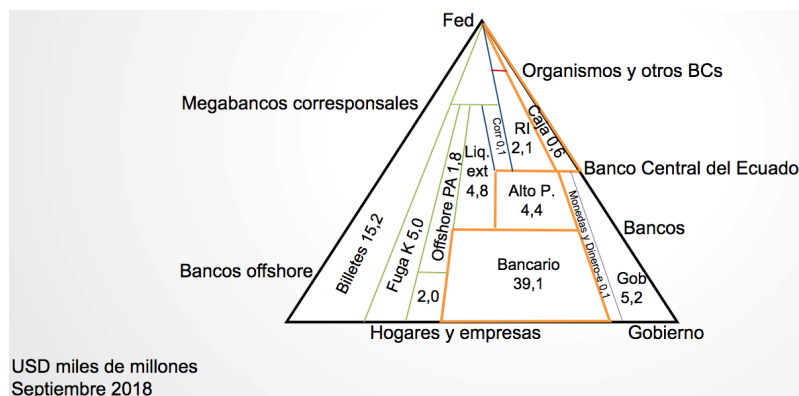 Fed
Organismos y otros BCs
Megabancos corresponsales
Caja 0,6
Corr 0,1
RI
2,1
Liq.
ext
4,8
Offshore PA 1,8
Banco Central del Ecuador
Alto P.
4,4
Monedas y Dinero-e 0,1
Bancos
Billetes 15,2
Fuga K 5,0
Bancos offshore
Bancario
39,1
Gob
5,2
2,0
Hogares y empresas
Gobierno
USD miles de millones
Septiembre 2018